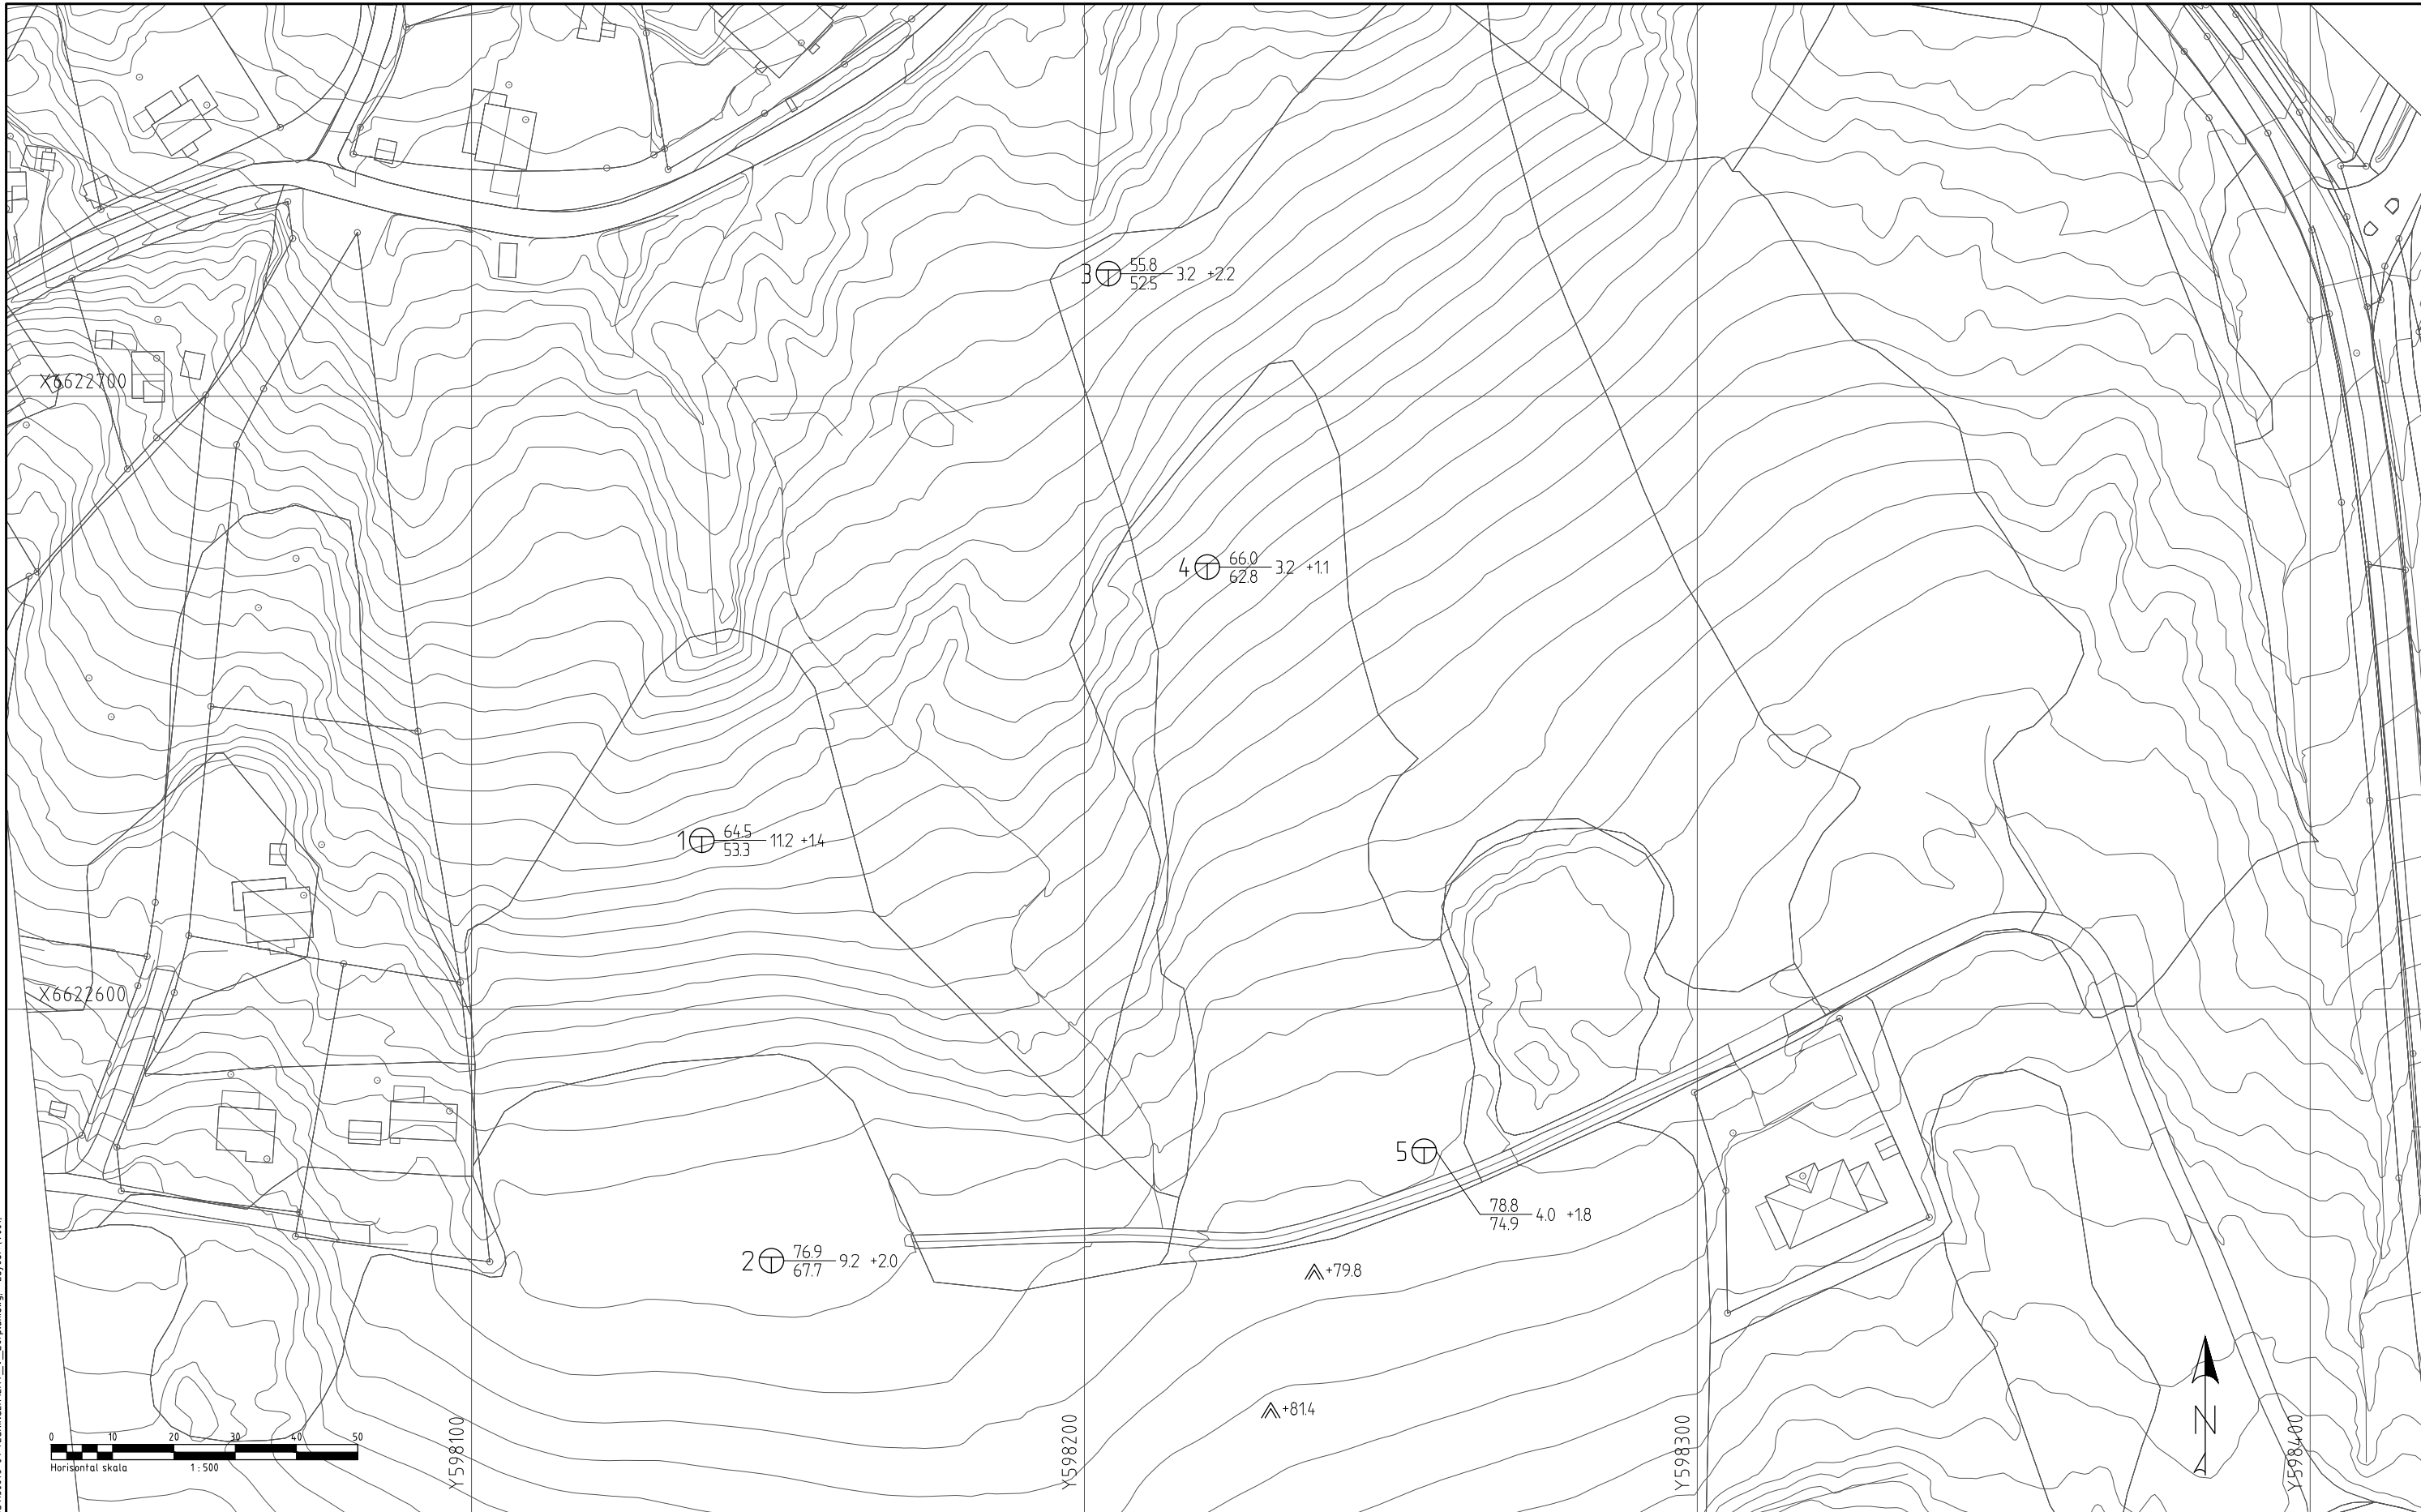 3 55.8 3.2 +2.2
52.5
X6622700
4 66.0 3.2 +1.1
62.8
1 64.5 11.2 +1.4
53.3
X6622600
5
78.8 4.0 +1.8
74.9
2 76.9 9.2 +2.0
67.7
+79.8
+81.4
N
0 10 20 30 40 50
Horisontal skala 1:500
Y598100
Y598200
Y598300
Y598400